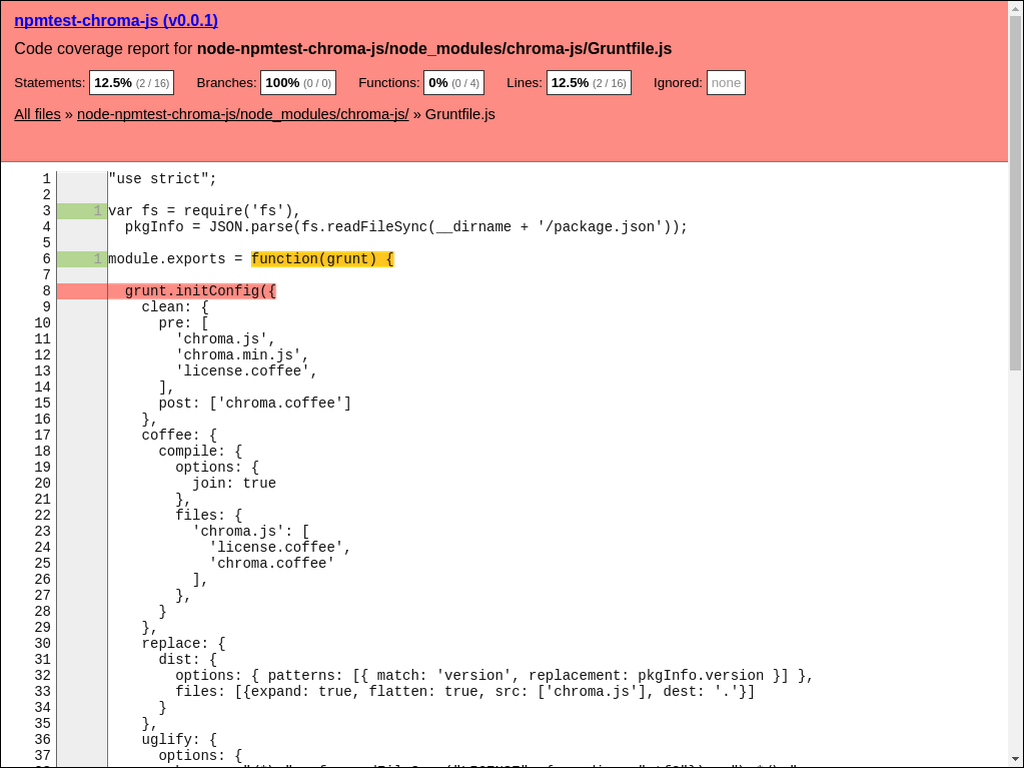 npmtest-chroma-js (v0.0.1)
Code coverage report for node-npmtest-chroma-js/node_modules/chroma-js/Gruntfile.js
Statements: 12.5% (2 / 16) Branches: 100% (0 / 0) Functions: 0% (0 / 4) Lines: 12.5% (2 / 16) Ignored: none
All files » node-npmtest-chroma-js/node_modules/chroma-js/ » Gruntfile.js
1 "use strict";
2
3 1 var fs = require('fs'),
4 pkgInfo = JSON.parse(fs.readFileSync(__dirname + '/package.json'));
5
6 1 module.exports = function(grunt) {
7
8 grunt.initConfig({
9 clean: {
10 pre: [
11 'chroma.js',
12 'chroma.min.js',
13 'license.coffee',
14 ],
15 post: ['chroma.coffee']
16 },
17 coffee: {
18 compile: {
19 options: {
20 join: true
21 },
22 files: {
23 'chroma.js': [
24 'license.coffee',
25 'chroma.coffee'
26 ],
27 },
28 }
29 },
30 replace: {
31 dist: {
32 options: { patterns: [{ match: 'version', replacement: pkgInfo.version }] },
33 files: [{expand: true, flatten: true, src: ['chroma.js'], dest: '.'}]
34 }
35 },
36 uglify: {
37 options: {